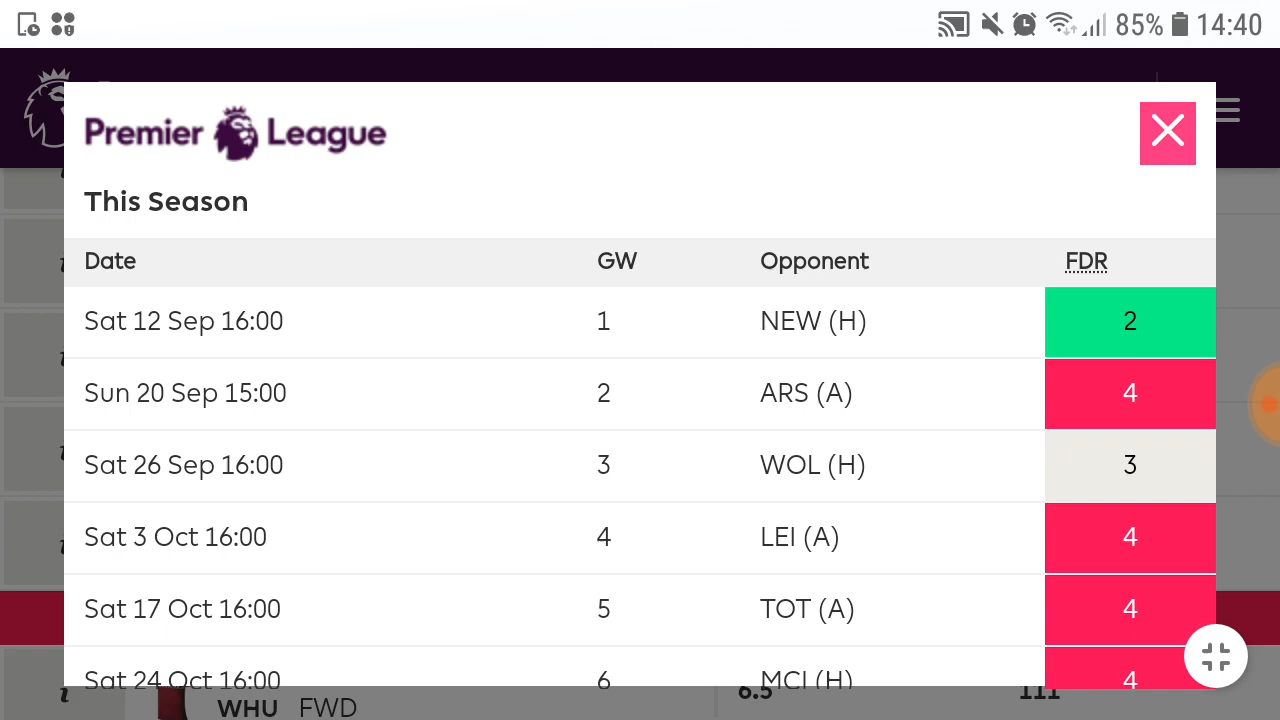 85% 14:40
Premier League
This Season
Date GW Opponent FDR
Sat 12 Sep 16:00 1 NEW (H) 2
Sun 20 Sep 15:00 2 ARS (A) 4
Sat 26 Sep 16:00 3 WOL (H) 3
Sat 3 Oct 16:00 4 LEI (A) 4
Sat 17 Oct 16:00 5 TOT (A) 4
Sat 24 Oct 16:00 6 MCI (H) 4
i 6.5 111
WHU FWD